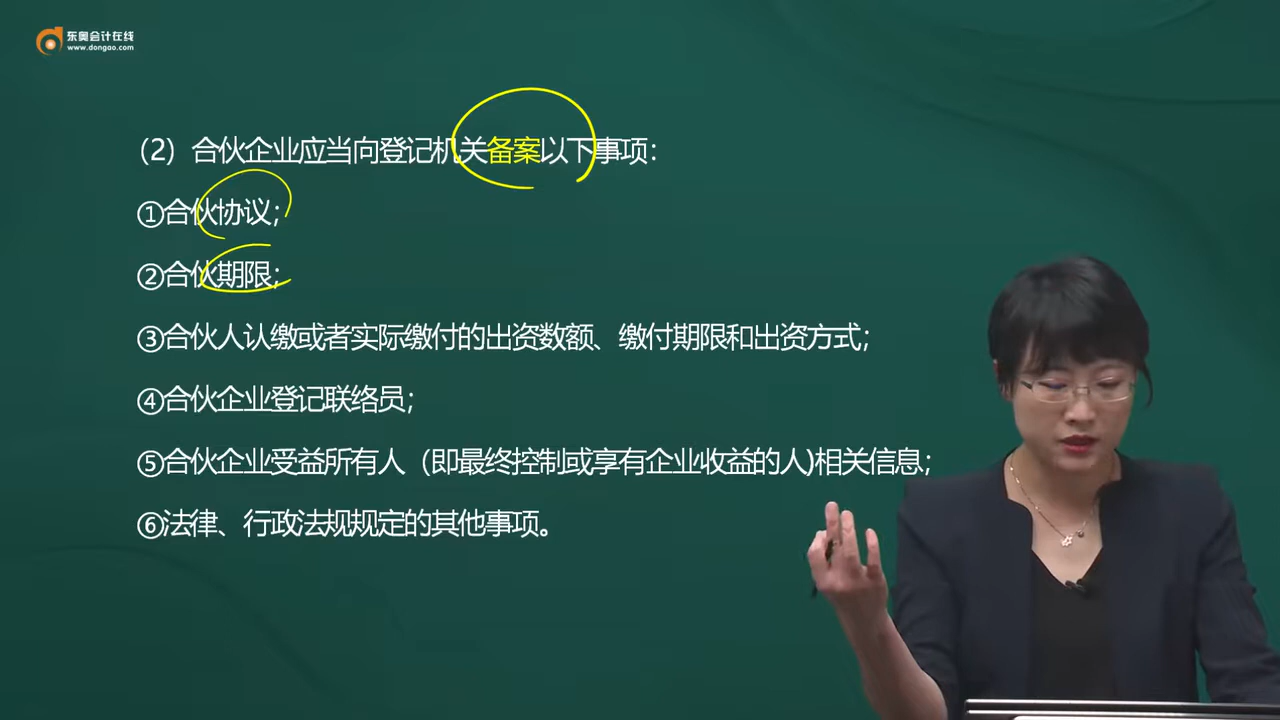 东奥会计在线
www.dongao.com
（2）合伙企业应当向登记机关备案以下事项：
①合伙协议；
②合伙期限；
③合伙人认缴或者实际缴付的出资数额、缴付期限和出资方式；
④合伙企业登记联络员；
⑤合伙企业受益所有人（即最终控制或享有企业收益的人)相关信息；
⑥法律、行政法规规定的其他事项。